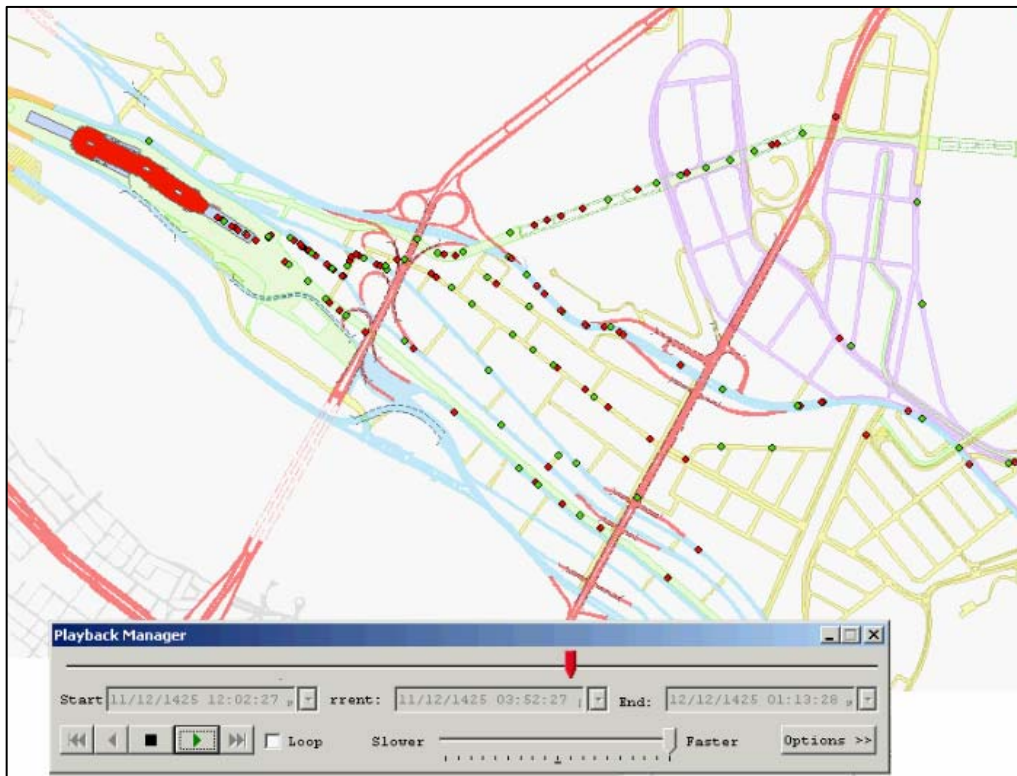 Playback Manager
Start 11/12/1425 12:02:27 rrent: 11/12/1425 03:52:27 End: 12/12/1425 01:13:28
Loop Slower Faster Options >>